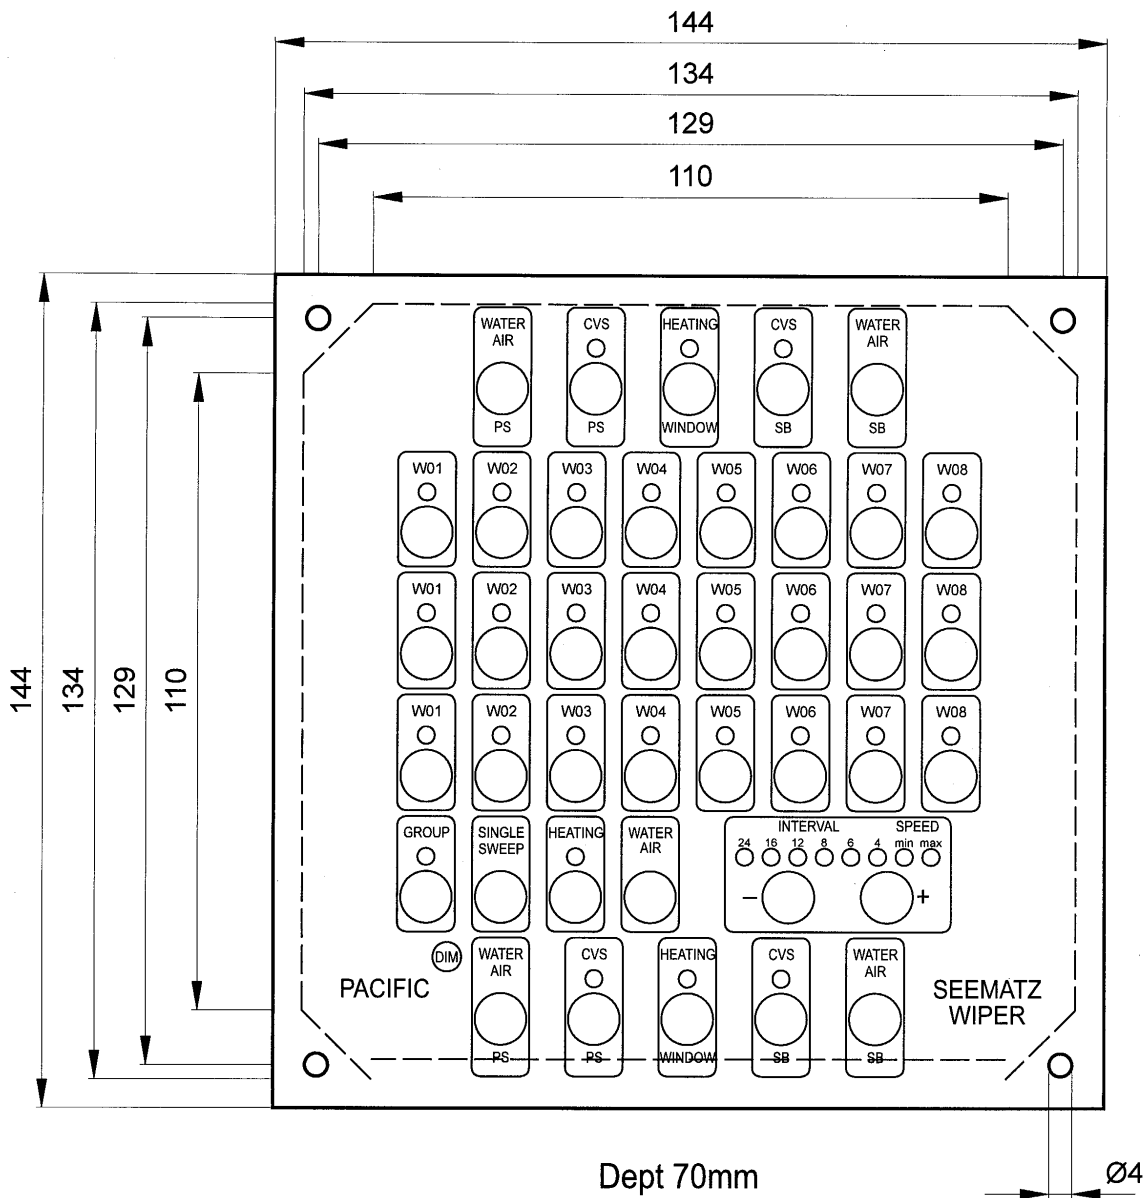 144
134
129
110
144
134
129
110
WATER AIR PS
CVS PS
HEATING WINDOW
CVS SB
WATER AIR SB
W01 W02 W03 W04 W05 W06 W07 W08
W01 W02 W03 W04 W05 W06 W07 W08
W01 W02 W03 W04 W05 W06 W07 W08
GROUP
SINGLE SWEEP
HEATING
WATER AIR
INTERVAL SPEED
24 16 12 8 6 4 min max
– +
DIM
PACIFIC
WATER AIR PS
CVS PS
HEATING WINDOW
CVS SB
WATER AIR SB
SEEMATZ
WIPER
Dept 70mm
Ø4